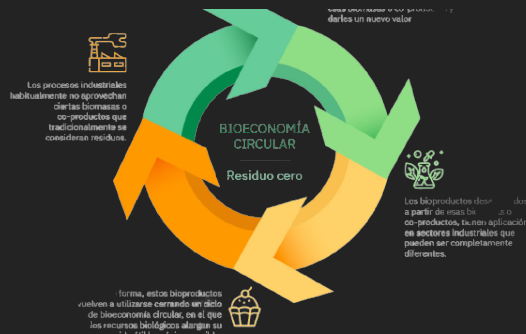 darles un nuevo valor
Los procesos industriales
habitualmente no aprovechan
ciertas biomasas o
co-productos que
tradicionalmente se
consideran residuos.
BIOECONOMÍA
CIRCULAR
Residuo cero
Los bioproductos
a partir de esas
co-productos, tienen aplicación
en sectores industriales que
pueden ser completamente
diferentes.
forma, estos bioproductos
vuelven a utilizarse cerrando un ciclo
de bioeconomía circular, en el que
los recursos biológicos alargan su